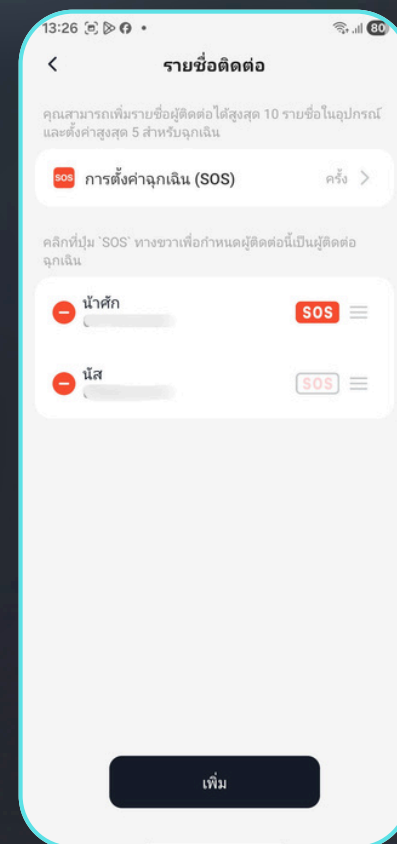 13:26
80
รายชื่อติดต่อ
คุณสามารถเพิ่มรายชื่อผู้ติดต่อได้สูงสุด 10 รายชื่อในอุปกรณ์
และตั้งค่าสูงสุด 5 สำหรับฉุกเฉิน
SOS การตั้งค่าฉุกเฉิน (SOS) ครั้ง
คลิกที่ปุ่ม `SOS` ทางขวาเพื่อกำหนดผู้ติดต่อนี้เป็นผู้ติดต่อ
ฉุกเฉิน
น้าศัก
SOS
นัส
SOS
เพิ่ม